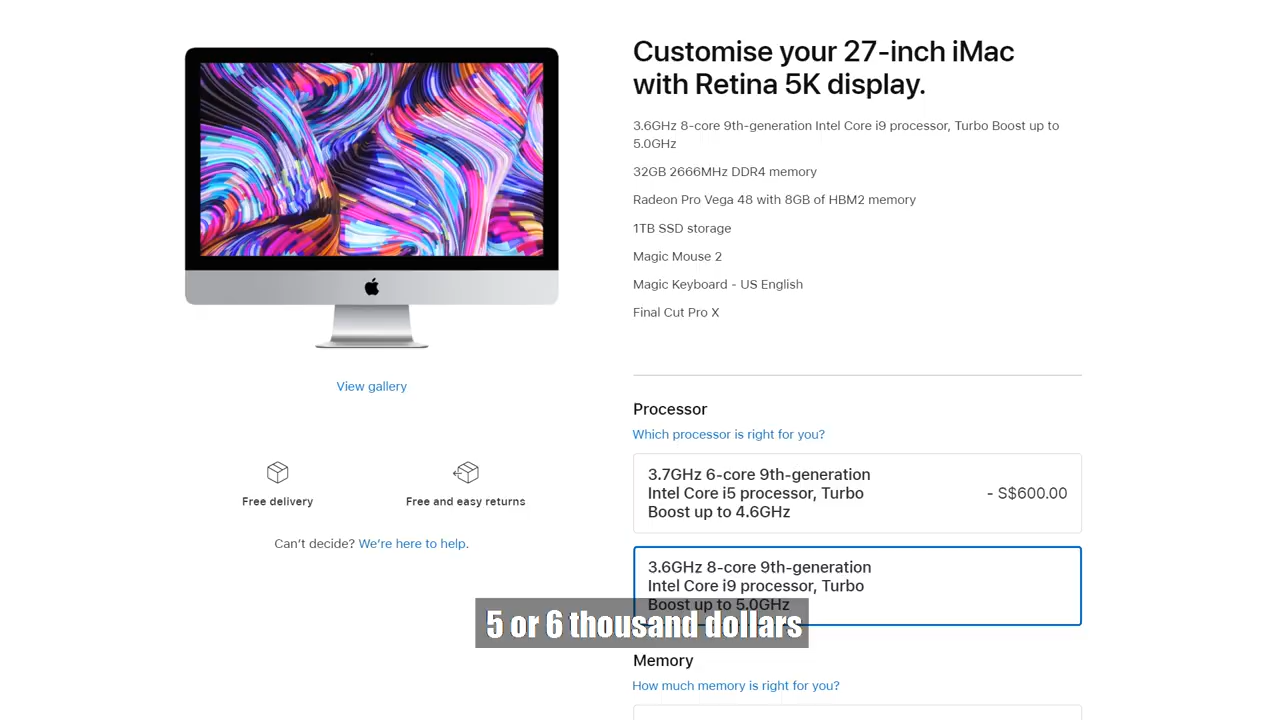 Customise your 27-inch iMac
with Retina 5K display.
3.6GHz 8-core 9th-generation Intel Core i9 processor, Turbo Boost up to
5.0GHz
32GB 2666MHz DDR4 memory
Radeon Pro Vega 48 with 8GB of HBM2 memory
1TB SSD storage
Magic Mouse 2
Magic Keyboard - US English
Final Cut Pro X
View gallery
Free delivery
Free and easy returns
Can't decide? We're here to help.
Processor
Which processor is right for you?
3.7GHz 6-core 9th-generation
Intel Core i5 processor, Turbo
Boost up to 4.6GHz
- S$600.00
3.6GHz 8-core 9th-generation
Intel Core i9 processor, Turbo
Boost up to 5.0GHz
5 or 6 thousand dollars
Memory
How much memory is right for you?